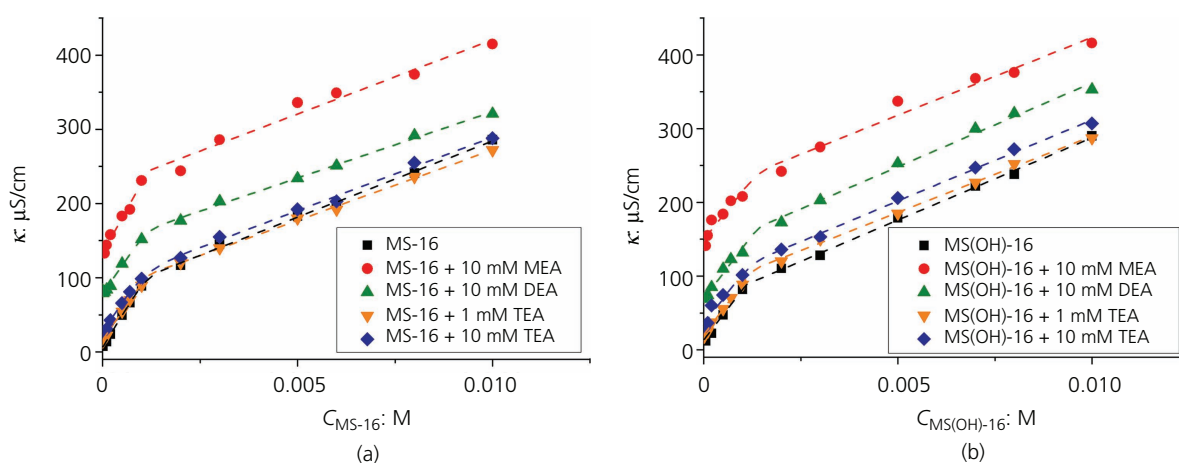 400
300
200
100
0
κ: μS/cm
MS-16
MS-16 + 10 mM MEA
MS-16 + 10 mM DEA
MS-16 + 1 mM TEA
MS-16 + 10 mM TEA
0 0.005 0.010
C_MS-16: M
(a)
400
300
200
100
0
κ: μS/cm
MS(OH)-16
MS(OH)-16 + 10 mM MEA
MS(OH)-16 + 10 mM DEA
MS(OH)-16 + 1 mM TEA
MS(OH)-16 + 10 mM TEA
0 0.005 0.010
C_MS(OH)-16: M
(b)